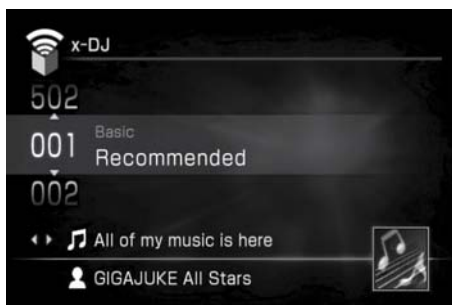 x-DJ
502
001 Basic
Recommended
002
All of my music is here
GIGAJUKE All Stars